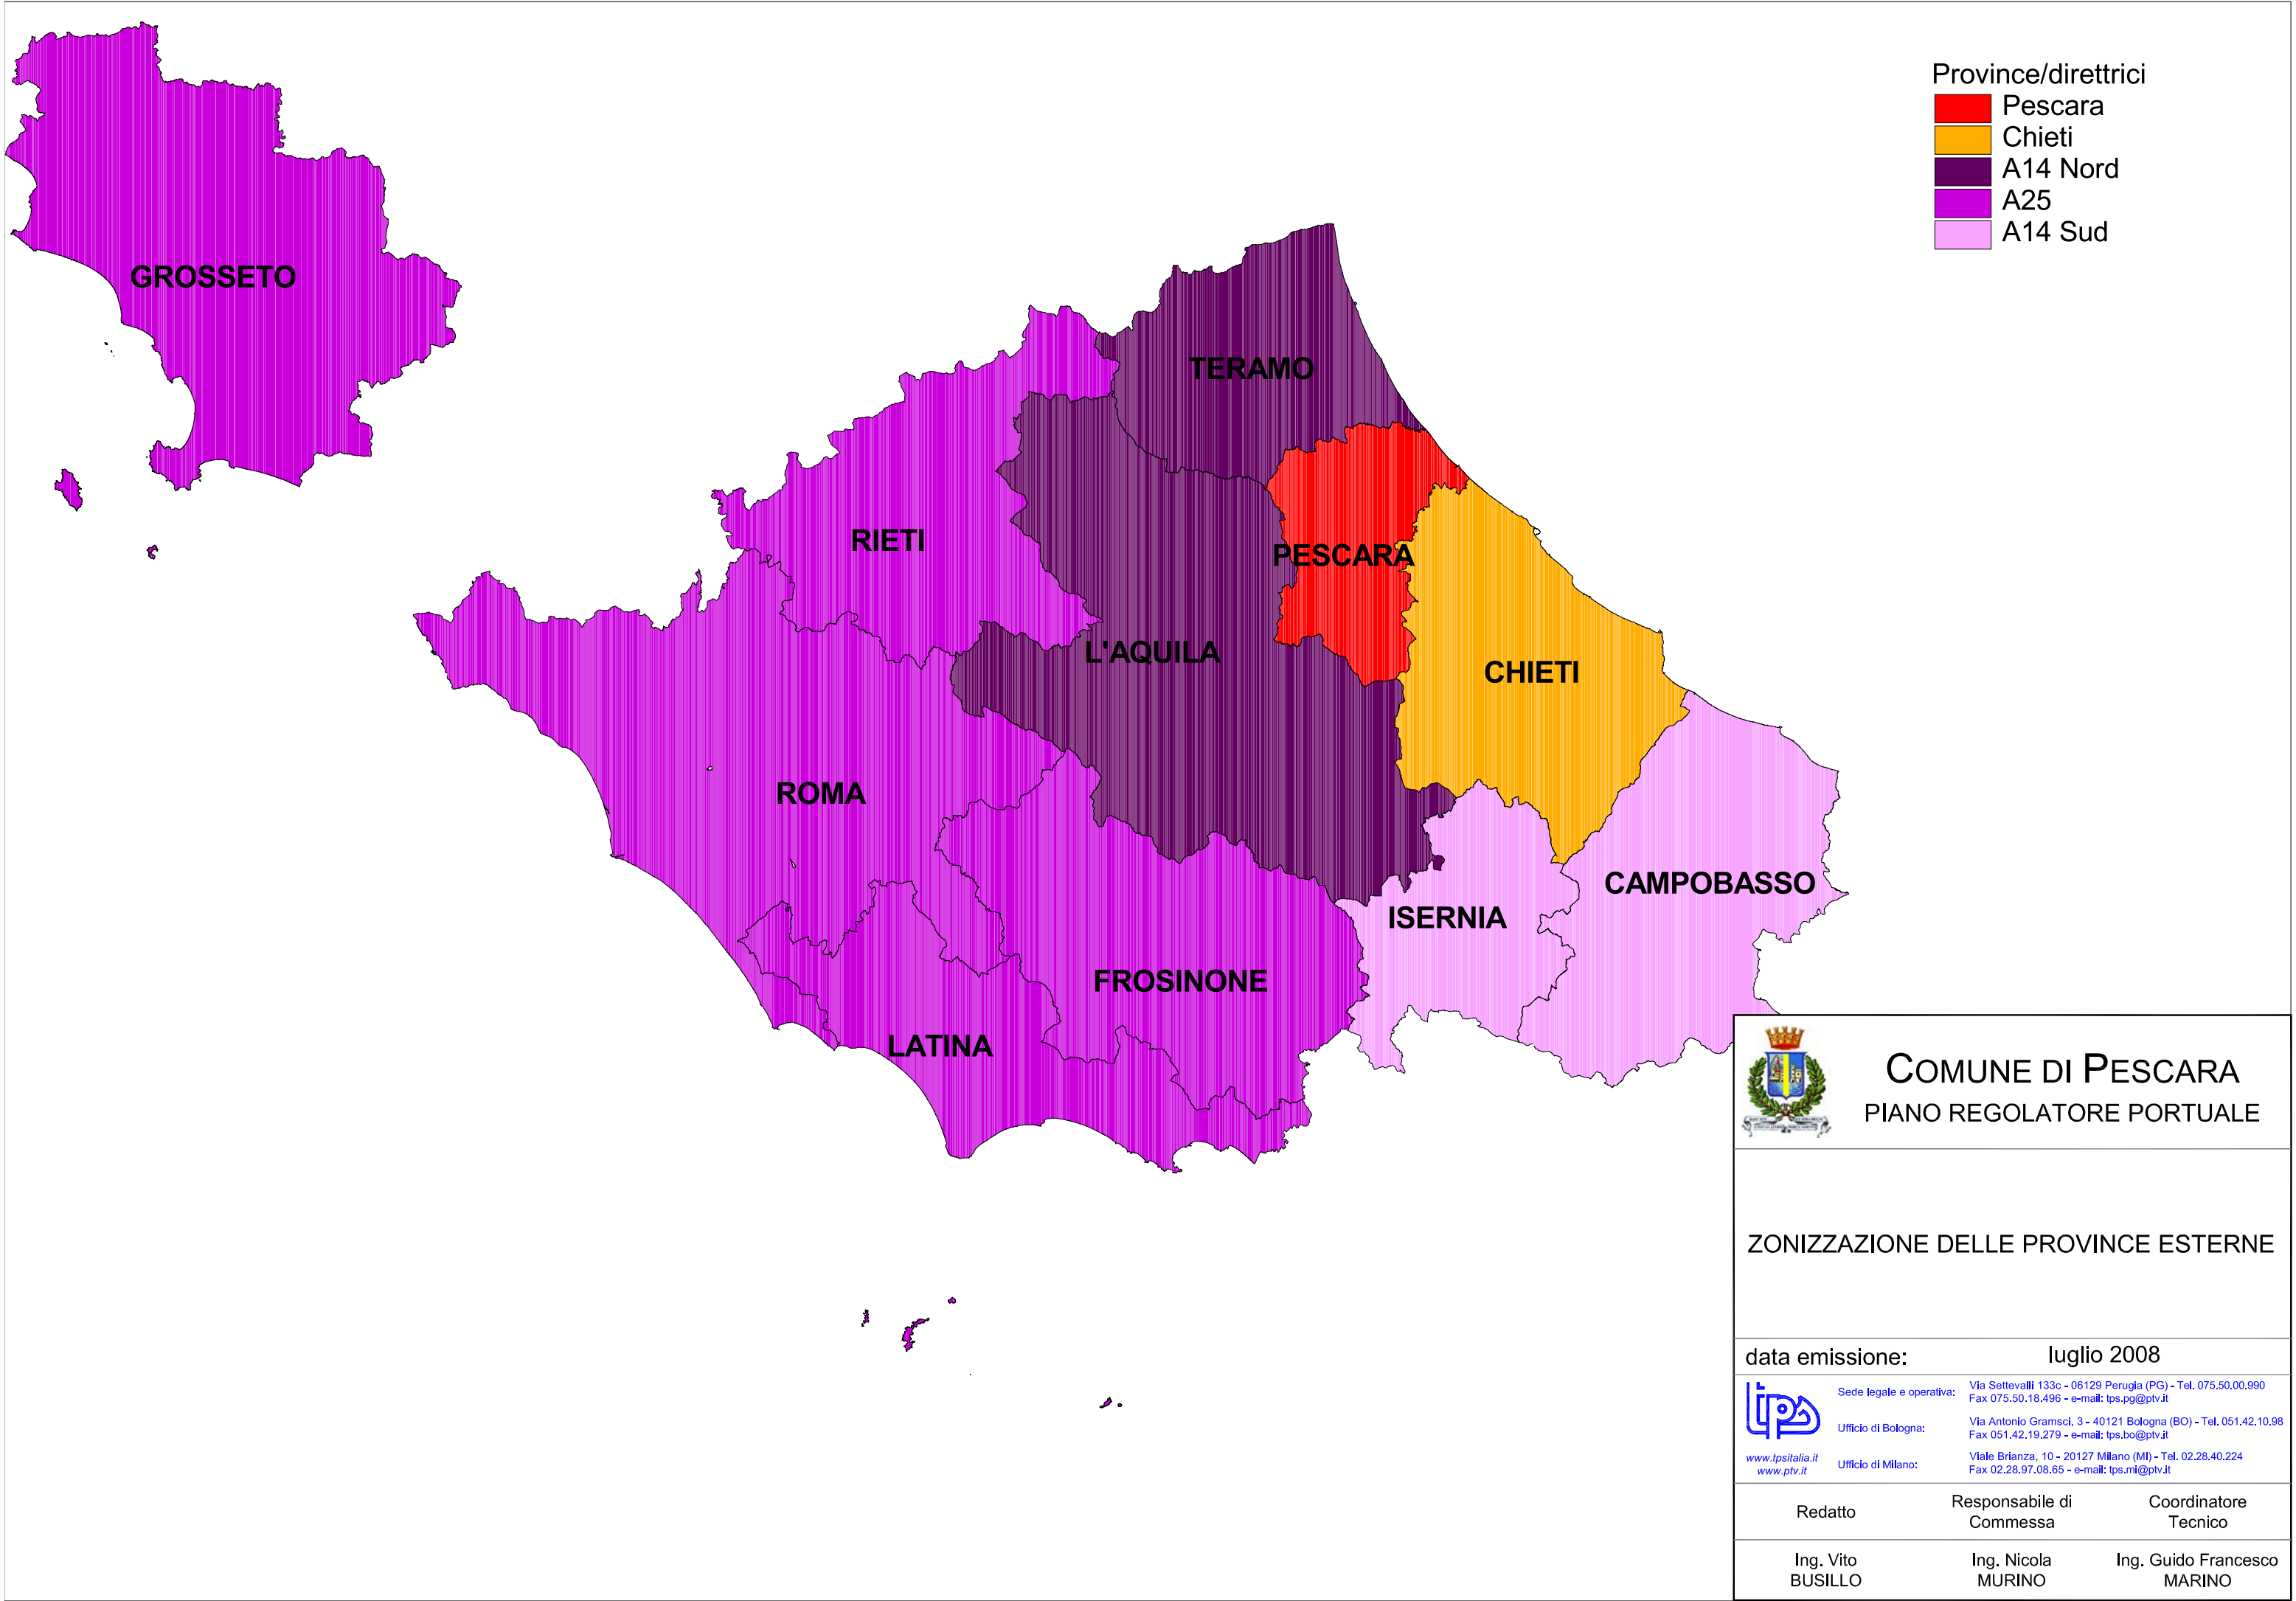 Province/direttrici
Pescara
Chieti
A14 Nord
A25
A14 Sud
GROSSETO
TERAMO
RIETI
PESCARA
L'AQUILA
CHIETI
ROMA
CAMPOBASSO
ISERNIA
FROSINONE
LATINA
COMUNE DI PESCARA
PIANO REGOLATORE PORTUALE
ZONIZZAZIONE DELLE PROVINCE ESTERNE
data emissione: luglio 2008
tps
Sede legale e operativa: Via Settevalli 133c - 06129 Perugia (PG) - Tel. 075.50.00.990
Fax 075.50.18.496 - e-mail: tps.pg@ptv.it
Ufficio di Bologna: Via Antonio Gramsci, 3 - 40121 Bologna (BO) - Tel. 051.42.10.98
Fax 051.42.19.279 - e-mail: tps.bo@ptv.it
www.tpsitalia.it
www.ptv.it
Ufficio di Milano: Viale Brianza, 10 - 20127 Milano (MI) - Tel. 02.28.40.224
Fax 02.28.97.08.65 - e-mail: tps.mi@ptv.it
Redatto
Responsabile di
Commessa
Coordinatore
Tecnico
Ing. Vito
BUSILLO
Ing. Nicola
MURINO
Ing. Guido Francesco
MARINO